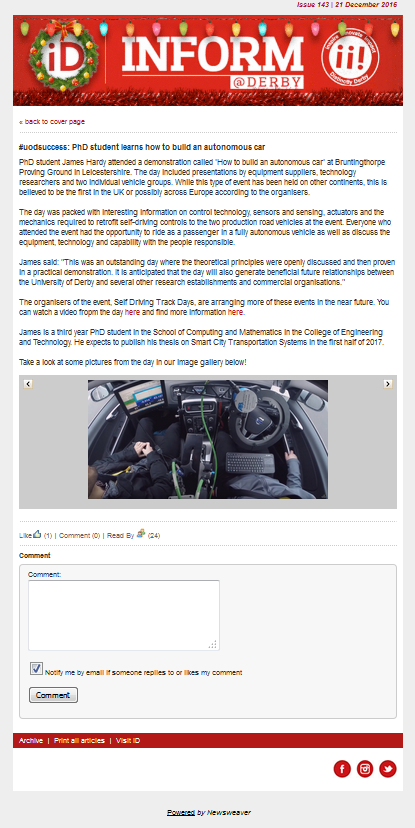 Issue 143 | 21 December 2016
iD INFORM
@DERBY
Inspire Innovate Include
ii!
Distinctly Derby
« back to cover page
#uodsuccess: PhD student learns how to build an autonomous car
PhD student James Hardy attended a demonstration called "How to build an autonomous car" at Bruntingthorpe
Proving Ground in Leicestershire. The day included presentations by equipment suppliers, technology
researchers and two individual vehicle groups. While this type of event has been held on other continents, this is
believed to be the first in the UK or possibly across Europe according to the organisers.
The day was packed with interesting information on control technology, sensors and sensing, actuators and the
mechanics required to retrofit self-driving controls to the two production road vehicles at the event. Everyone who
attended the event had the opportunity to ride as a passenger in a fully autonomous vehicle as well as discuss the
equipment, technology and capability with the people responsible.
James said: "This was an outstanding day where the theoretical principles were openly discussed and then proven
in a practical demonstration. It is anticipated that the day will also generate beneficial future relationships between
the University of Derby and several other research establishments and commercial organisations."
The organisers of the event, Self Driving Track Days, are arranging more of these events in the near future. You
can watch a video fropm the day here and find more information here.
James is a third year PhD student in the School of Computing and Mathematics in the College of Engineering
and Technology. He expects to publish his thesis on Smart City Transportation Systems in the first half of 2017.
Take a look at some pictures from the day in our image gallery below!
Like (1) | Comment (0) | Read By (24)
Comment
Comment:
Notify me by email if someone replies to or likes my comment
Comment
Archive | Print all articles | Visit iD
Powered by Newsweaver